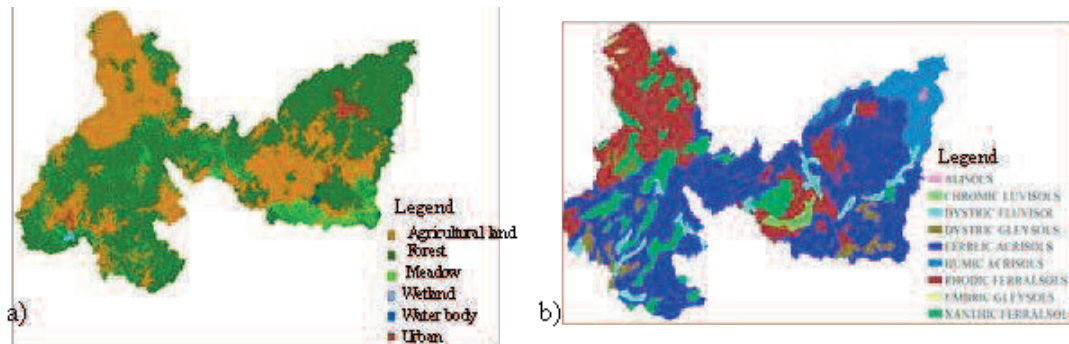 a)
Legend
Agricultural land
Forest
Meadow
Wetland
Water body
Urban
b)
Legend
ALISOLS
CHROMIC LUVISOLS
DYSTRIC FLUVISOL
DYSTRIC GLEYSOLS
FERRLIC ACRISOLS
HUMIC ACRISOLS
RHODIC FERRALSOLS
UMBRIC GLEYSOLS
XANTHIC FERRALSOL